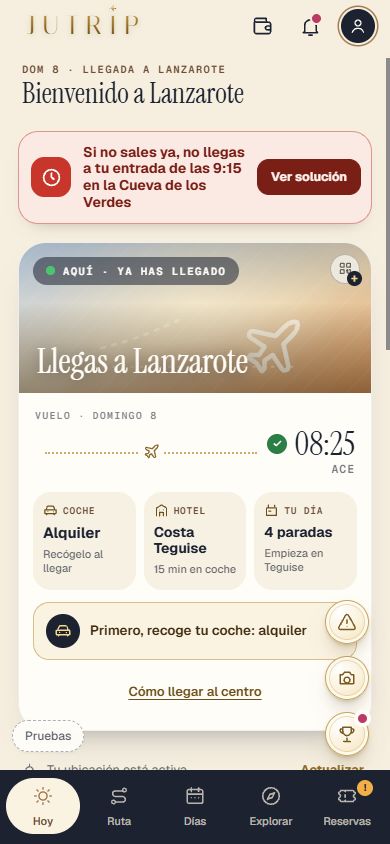 JUTRIP
DOM 8 · LLEGADA A LANZAROTE
Bienvenido a Lanzarote
Si no sales ya, no llegas
a tu entrada de las 9:15
en la Cueva de los
Verdes
Ver solución
AQUÍ · YA HAS LLEGADO
Llegas a Lanzarote
VUELO · DOMINGO 8
08:25
ACE
COCHE
Alquiler
Recógelo al
llegar
HOTEL
Costa
Teguise
15 min en coche
TU DÍA
4 paradas
Empieza en
Teguise
Primero, recoge tu coche: alquiler
Cómo llegar al centro
Pruebas
Tu ubicación está activa
Actualizar
Hoy
Ruta
Días
Explorar
!
Reservas